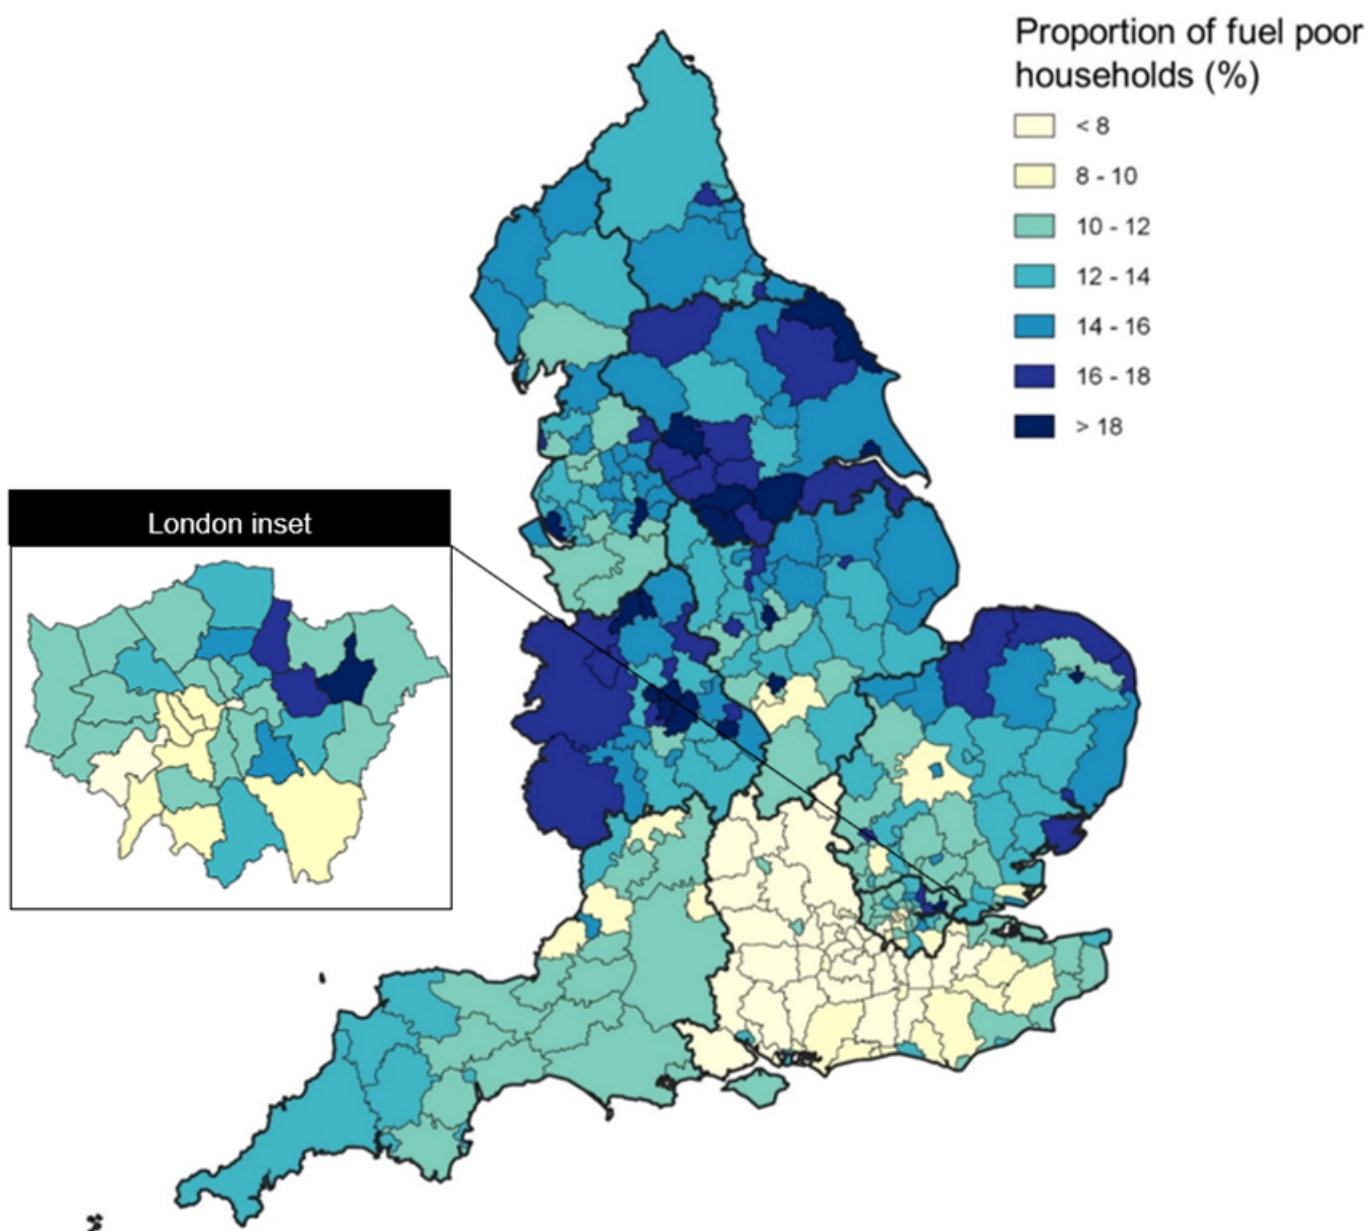 Proportion of fuel poor
households (%)
< 8
8 - 10
10 - 12
12 - 14
14 - 16
16 - 18
> 18
London inset